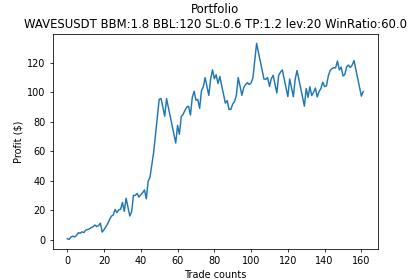 Portfolio
WAVESUSDT BBM:1.8 BBL:120 SL:0.6 TP:1.2 lev:20 WinRatio:60.0
Profit ($)
120
100
80
60
40
20
0
0 20 40 60 80 100 120 140 160
Trade counts